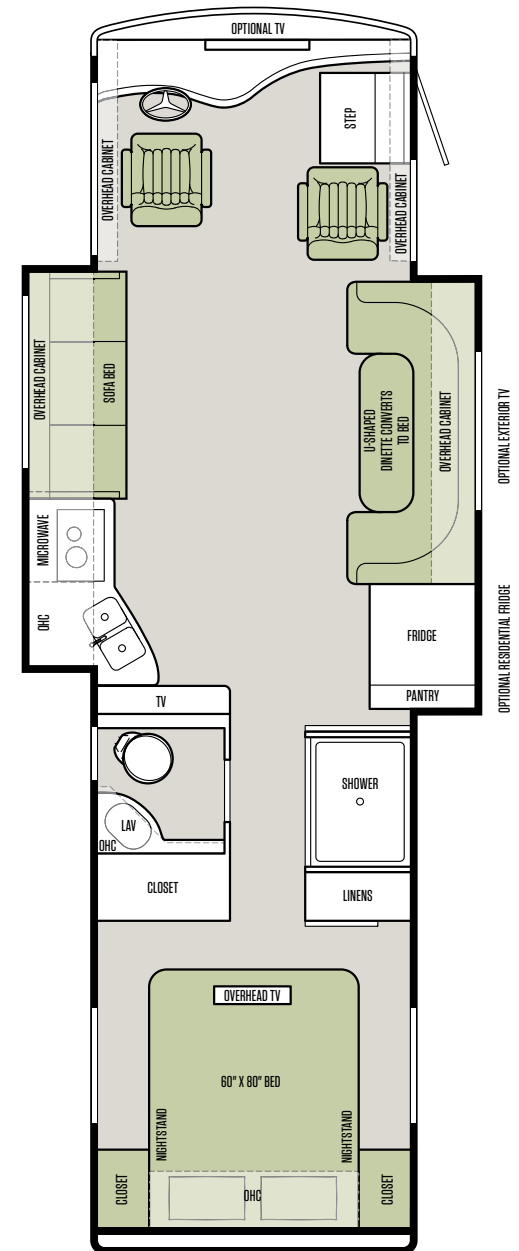 OPTIONAL TV
STEP
OVERHEAD CABINET
OVERHEAD CABINET
OVERHEAD CABINET
SOFA BED
U-SHAPED
DINETTE CONVERTS
TO BED
OVERHEAD CABINET
OPTIONAL EXTERIOR TV
MICROWAVE
OHC
FRIDGE
OPTIONAL RESIDENTIAL FRIDGE
PANTRY
TV
SHOWER
LAV
OHC
CLOSET
LINENS
OVERHEAD TV
60" X 80" BED
NIGHTSTAND
NIGHTSTAND
CLOSET
OHC
CLOSET